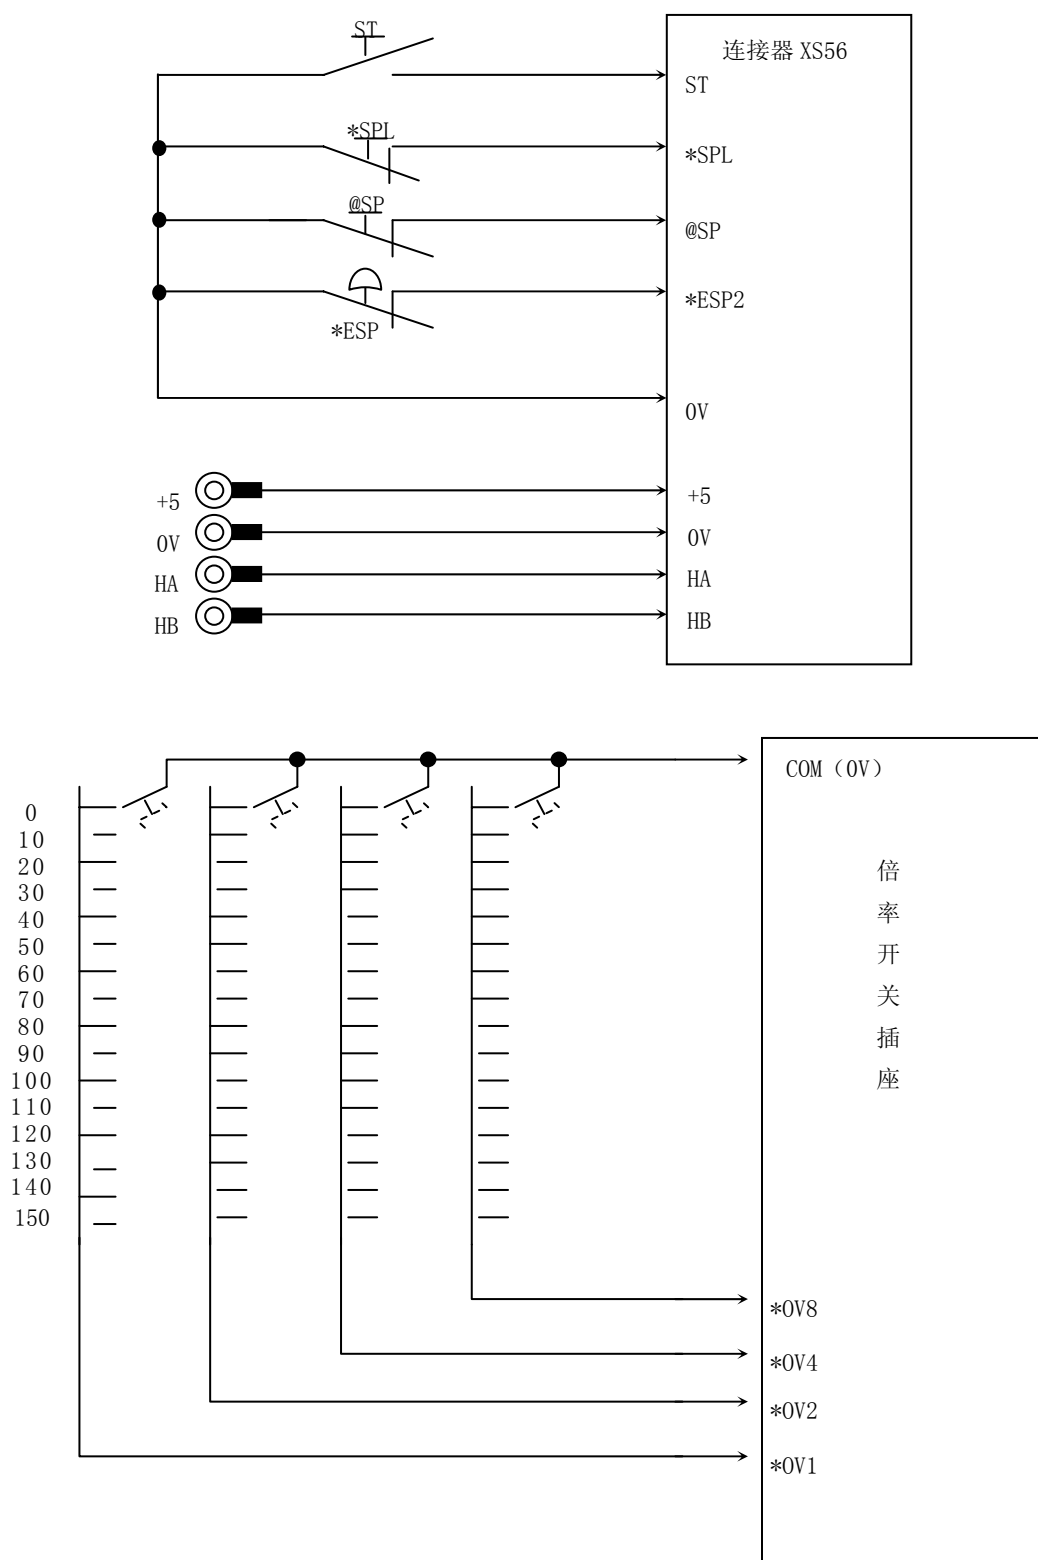 连接器 XS56
ST
ST
*SPL
*SPL
@SP
@SP
*ESP
*ESP2
0V
+5
+5
0V
0V
HA
HA
HB
HB
COM（0V）
0
10
20
30
40
50
60
70
80
90
100
110
120
130
140
150
倍
率
开
关
插
座
*OV8
*OV4
*OV2
*OV1